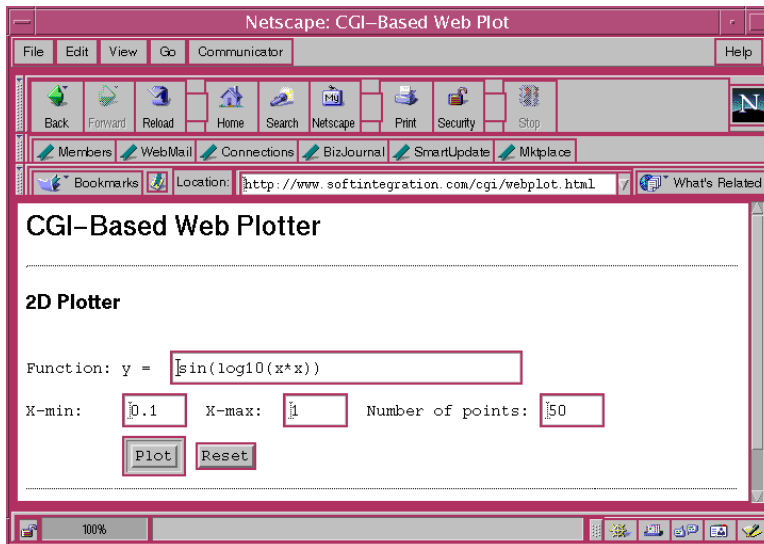 Netscape: CGI-Based Web Plot
File Edit View Go Communicator Help
Back Forward Reload Home Search Netscape Print Security Stop
My
N
Members WebMail Connections BizJournal SmartUpdate Mktplace
Bookmarks Location: http://www.softintegration.com/cgi/webplot.html What's Related
CGI-Based Web Plotter
2D Plotter
Function: y = sin(log10(x*x))
X-min: 0.1 X-max: 1 Number of points: 50
Plot Reset
100%